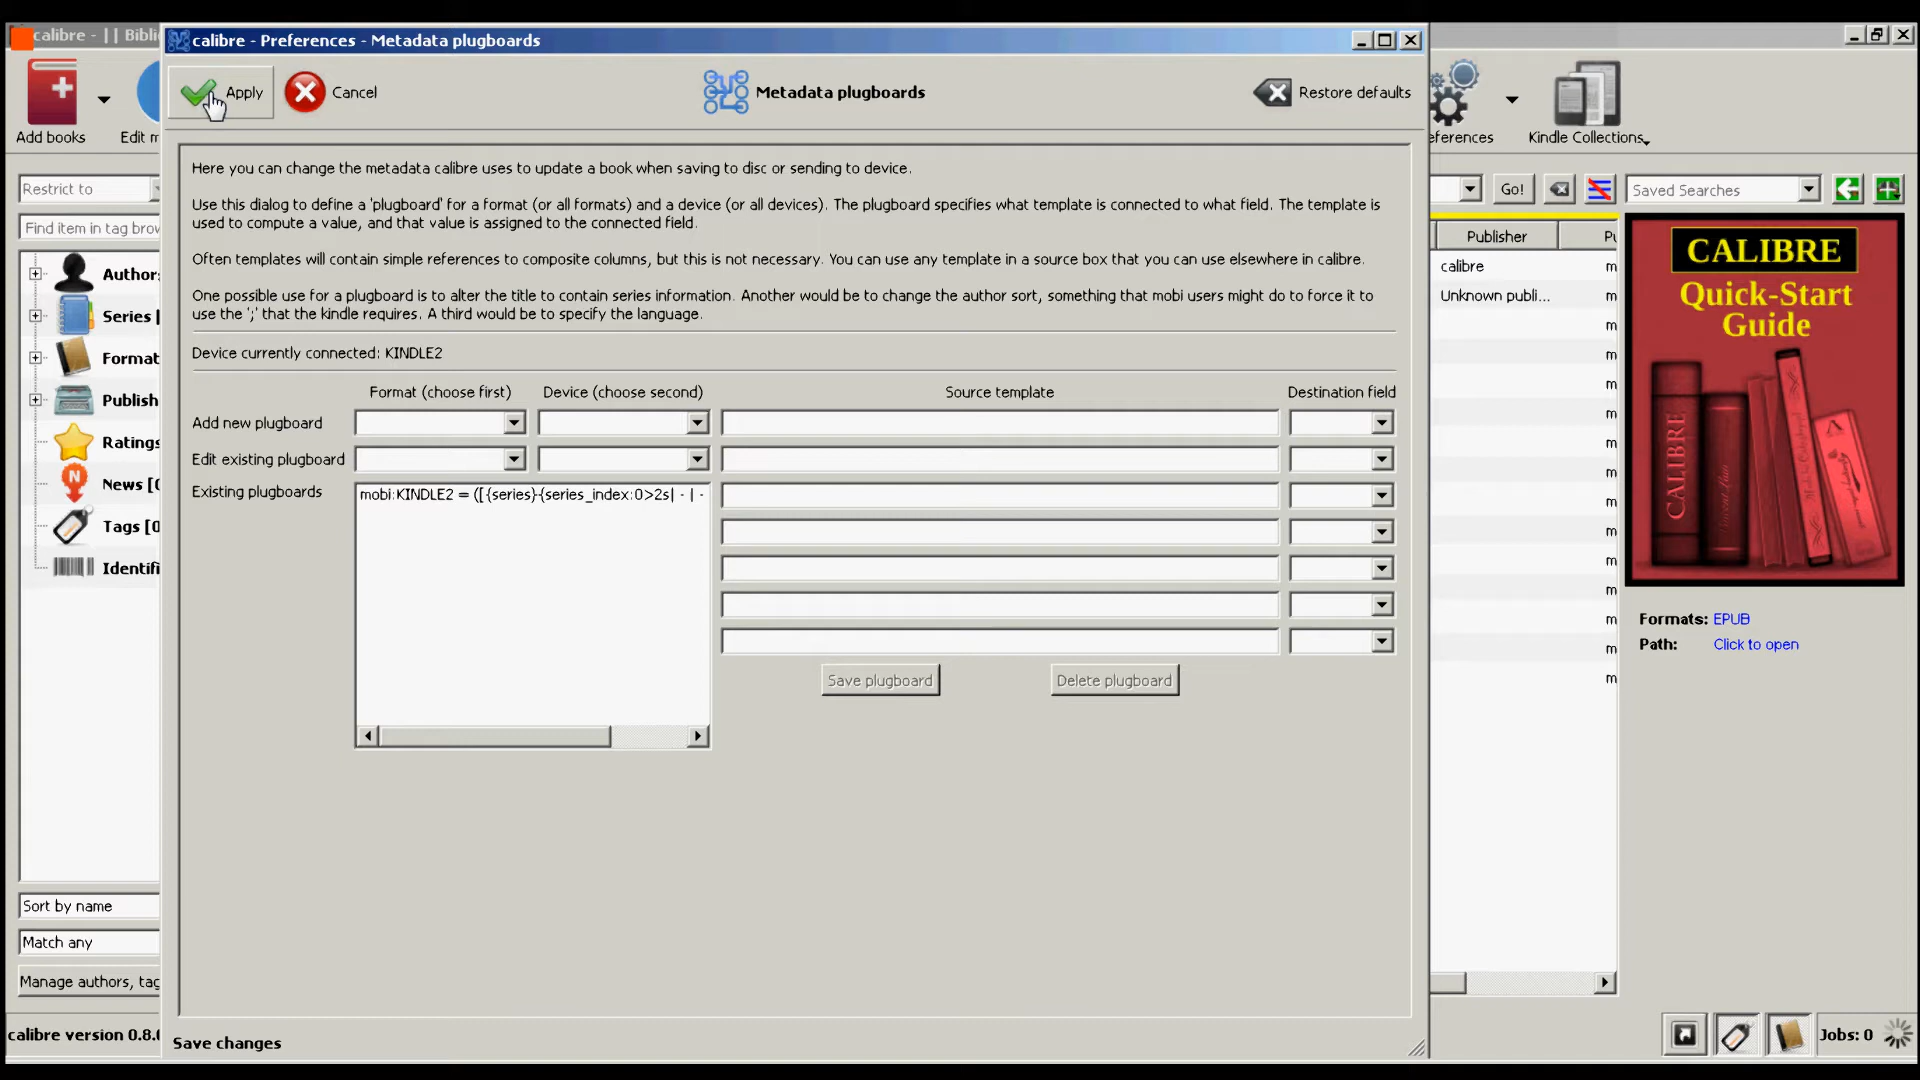 calibre - || Bibli
calibre - Preferences - Metadata plugboards
Apply
Cancel
Metadata plugboards
Restore defaults
Add books
Edit m
eferences
Kindle Collections
Restrict to
Go!
Saved Searches
Find item in tag brow
Here you can change the metadata calibre uses to update a book when saving to disc or sending to device.
Use this dialog to define a 'plugboard' for a format (or all formats) and a device (or all devices). The plugboard specifies what template is connected to what field. The template is
used to compute a value, and that value is assigned to the connected field.
Often templates will contain simple references to composite columns, but this is not necessary. You can use any template in a source box that you can use elsewhere in calibre.
One possible use for a plugboard is to alter the title to contain series information. Another would be to change the author sort, something that mobi users might do to force it to
use the ';' that the kindle requires. A third would be to specify the language.
Device currently connected: KINDLE2
Format (choose first)
Device (choose second)
Source template
Destination field
Add new plugboard
Edit existing plugboard
Existing plugboards
mobi:KINDLE2 = ([{series}{series_index:0>2s| - | -
Save plugboard
Delete plugboard
Save changes
Author
Series [
Format
Publish
Ratings
News [0
Tags [0
Identifi
Sort by name
Match any
Manage authors, tag
calibre version 0.8.
Publisher
Pu
calibre
m
Unknown publi...
m
m
m
m
m
m
m
m
m
m
m
m
m
m
CALIBRE
Quick-Start
Guide
CALIBRE
Formats: EPUB
Path: Click to open
Jobs: 0